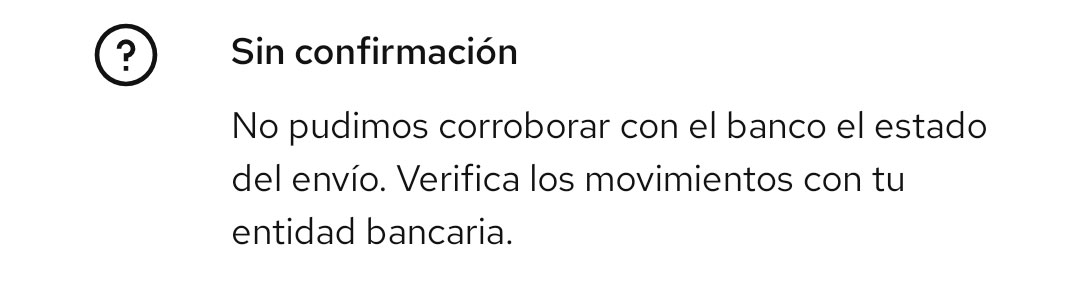 Sin confirmación
No pudimos corroborar con el banco el estado
del envío. Verifica los movimientos con tu
entidad bancaria.